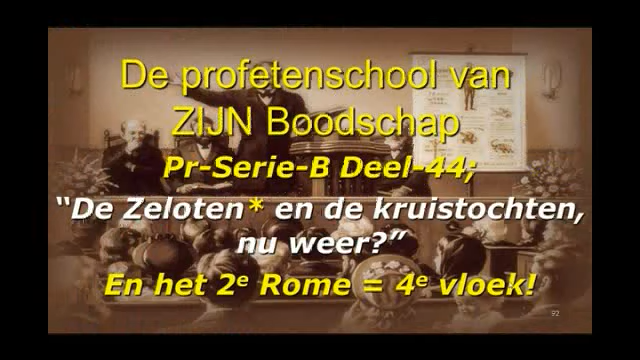 De profetenschool van
ZIJN Boodschap
Pr-Serie-B Deel-44;
“De Zeloten* en de kruistochten,
nu weer?”
En het 2e Rome = 4e vloek!
92